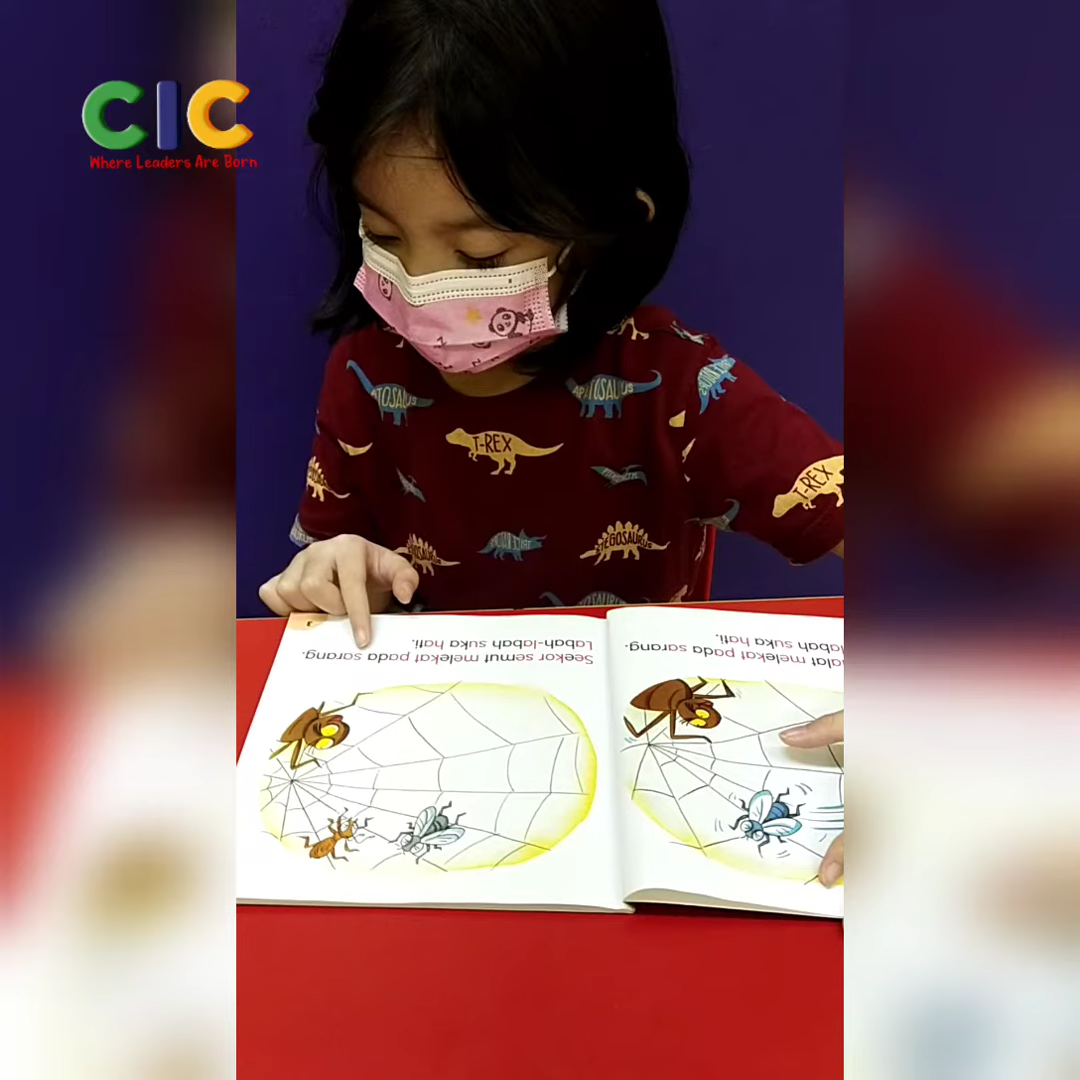 CIC
Where Leaders Are Born
T-REX
T-REX
Seekor semut melekat pada sarang.
Labah-labah suka hati.
melekat pada sarang.
suka hati.